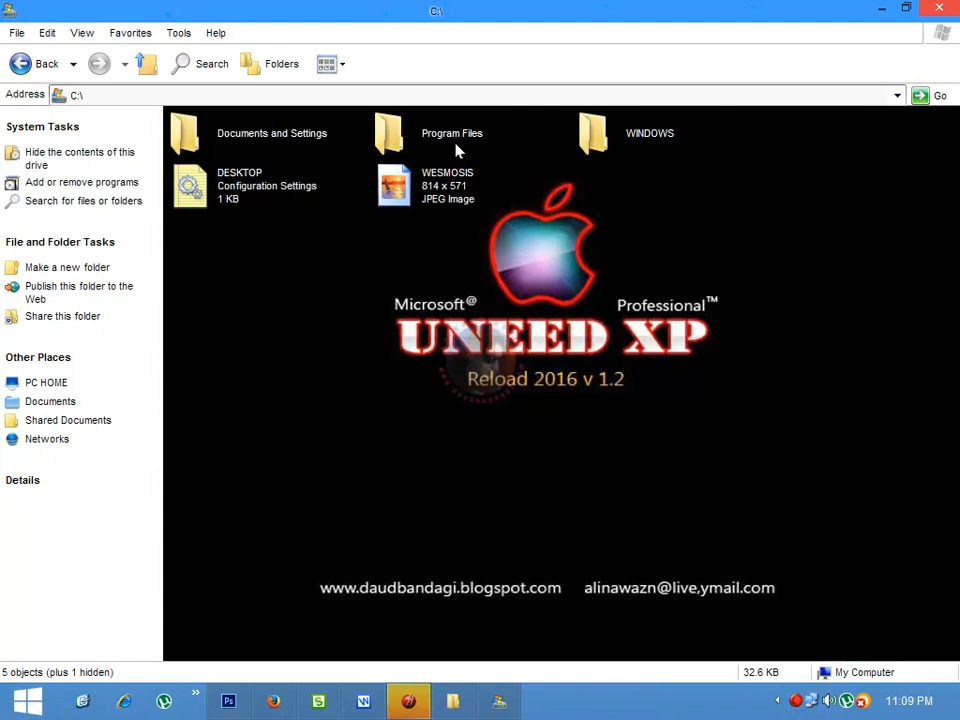 C:\
File Edit View Favorites Tools Help
Back Search Folders
Address C:\ Go
System Tasks
Hide the contents of this
drive
Add or remove programs
Search for files or folders
File and Folder Tasks
Make a new folder
Publish this folder to the
Web
Share this folder
Other Places
PC HOME
Documents
Shared Documents
Networks
Details
Documents and Settings
Program Files
WINDOWS
DESKTOP
Configuration Settings
1 KB
WESMOSIS
814 x 571
JPEG Image
Microsoft@ Professional™
UNEED XP
Reload 2016 v 1.2
www.daudbandagi.blogspot.com alinawazn@live,ymail.com
5 objects (plus 1 hidden) 32.6 KB My Computer
11:09 PM